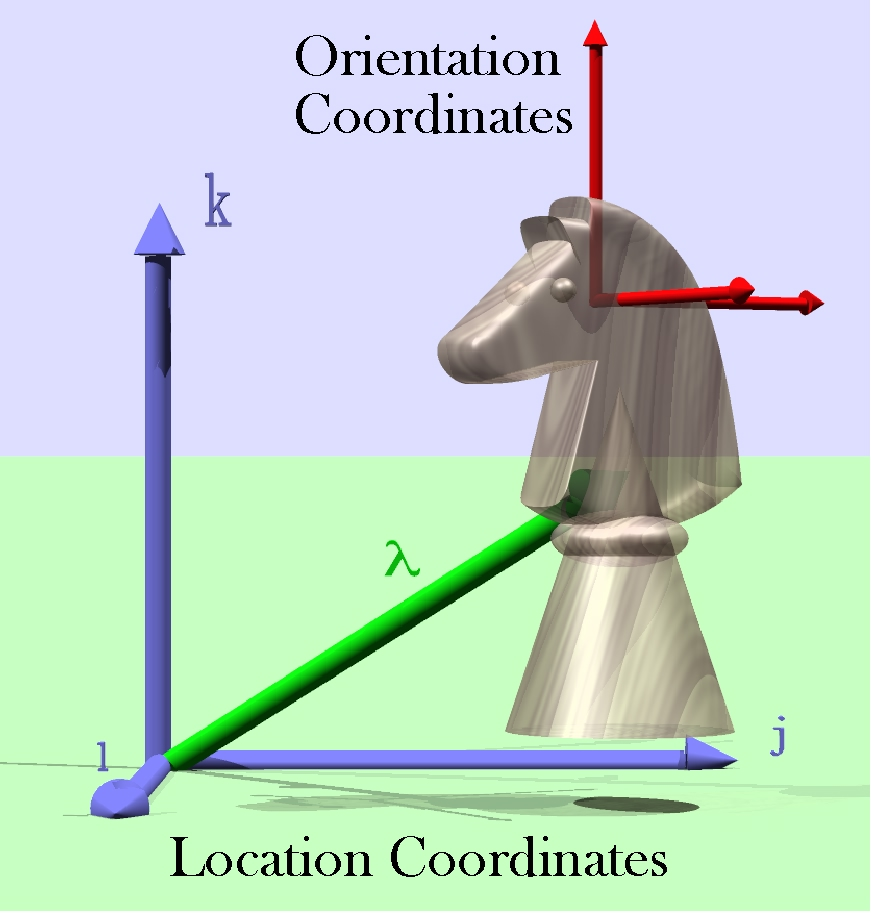 Orientation
Coordinates
k
λ
ı
j
Location Coordinates